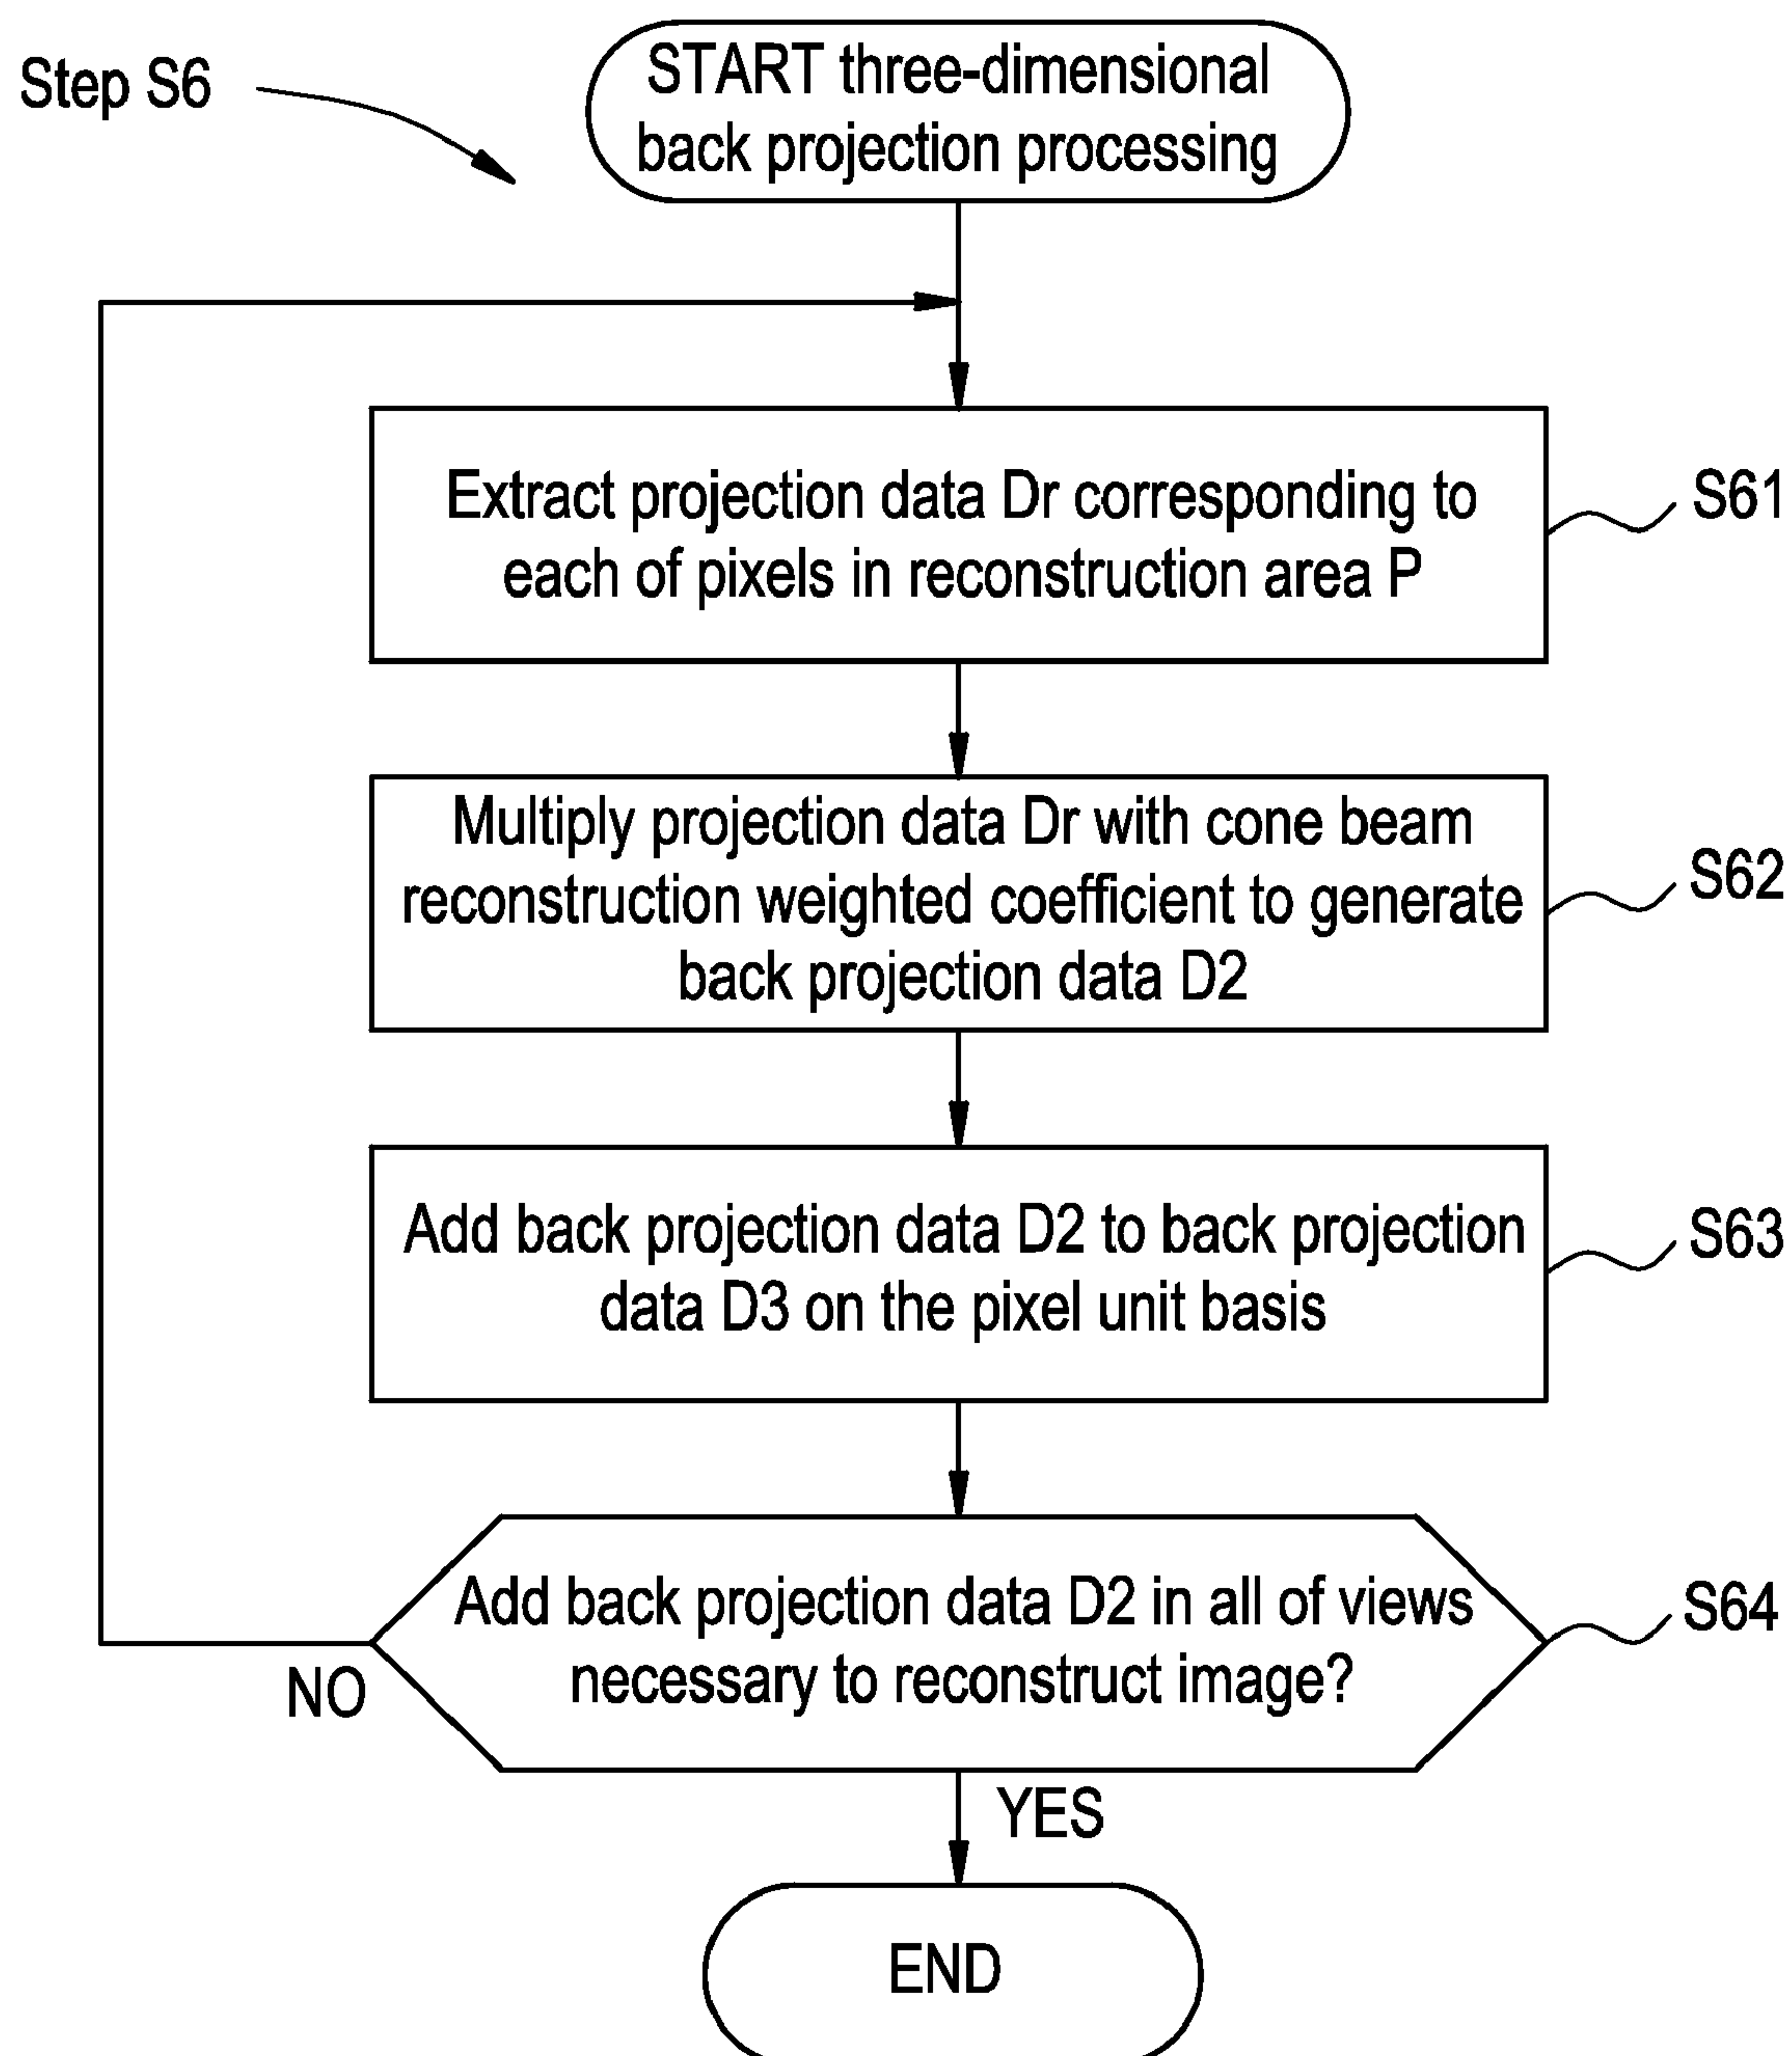 Step S6
START three-dimensional
back projection processing
Extract projection data Dr corresponding to
each of pixels in reconstruction area P
S61
Multiply projection data Dr with cone beam
reconstruction weighted coefficient to generate
back projection data D2
S62
Add back projection data D2 to back projection
data D3 on the pixel unit basis
S63
Add back projection data D2 in all of views
necessary to reconstruct image?
S64
NO
YES
END